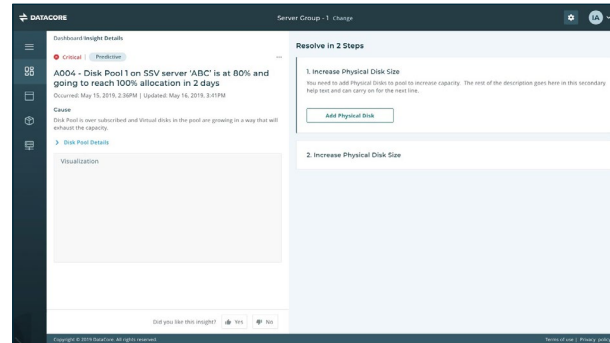 DATACORE
Server Group - 1 Change
IA
Dashboard/Insight Details
Critical | Predictive
A004 - Disk Pool 1 on SSV server 'ABC' is at 80% and
going to reach 100% allocation in 2 days
Occurred: May 15, 2019, 2:36PM | Updated: May 16, 2019, 3:41PM
Cause
Disk Pool is over subscribed and Virtual disks in the pool are growing in a way that will
exhaust the capacity.
Disk Pool Details
Visualization
Did you like this insight? Yes No
Resolve in 2 Steps
1. Increase Physical Disk Size
You need to add Physical Disks to pool to increase capacity. The rest of the description goes here in this secondary
help text and can carry on for the next line.
Add Physical Disk
2. Increase Physical Disk Size
Copyright © 2019 DataCore. All rights reserved.
Terms of use | Privacy policy